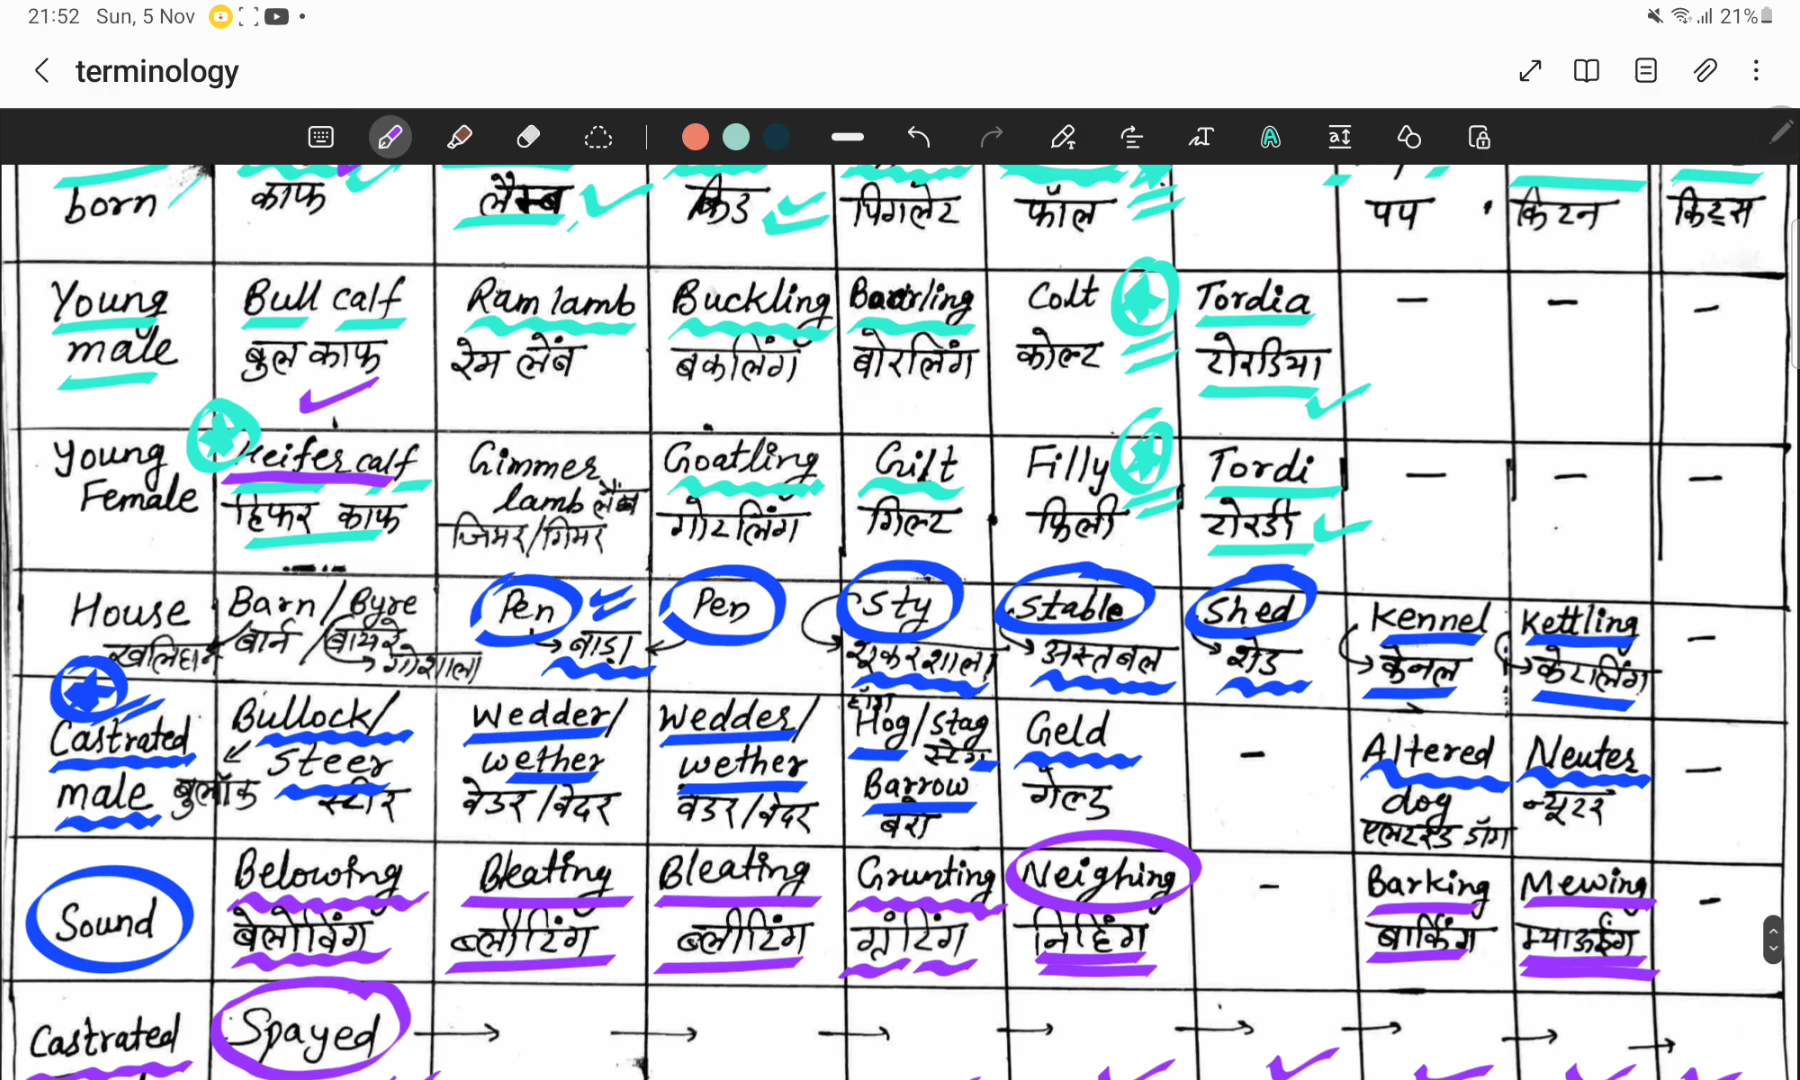 21:52 Sun, 5 Nov
21%
terminology
born काफ लैम्ब किड पिगलेट फॉल पप किटन किट्स
Young Bull calf Ram lamb Buckling Boarling Colt Tordia - - -
male बुल काफ रेम लेंब बकलिंग बोरलिंग कोल्ट टोरडिया
Young Heifer calf Gimmer Goatling Gilt Filly Tordi - - -
Female हिफर काफ lamb लेंब गोटलिंग गिल्ट फिली टोरडी
जिमर/गिमर
House Barn/Byre Pen Pen Sty Stable Shed Kennel Kettling -
खलिहान बार्न/बायरे बाड़ा शूकरशाला अस्तबल शेड केनल केटलिंग
गोशाला
Castrated Bullock/ Wedder/ Wedder/ हॉग Hog/Stag Geld - Altered Neuter -
male बुलॉक Steer wether wether स्टेग Barrow गेल्ड dog न्यूटर
स्टीर वेडर/वेदर वेडर/वेदर बैरो एल्टरड डॉग
Sound Belowing Bleating Bleating Grunting Neighing - Barking Mewing -
बेलोविंग ब्लीटिंग ब्लीटिंग ग्रंटिंग निहिंग बार्किंग म्याऊइंग
Castrated Spayed → → → → → → → →